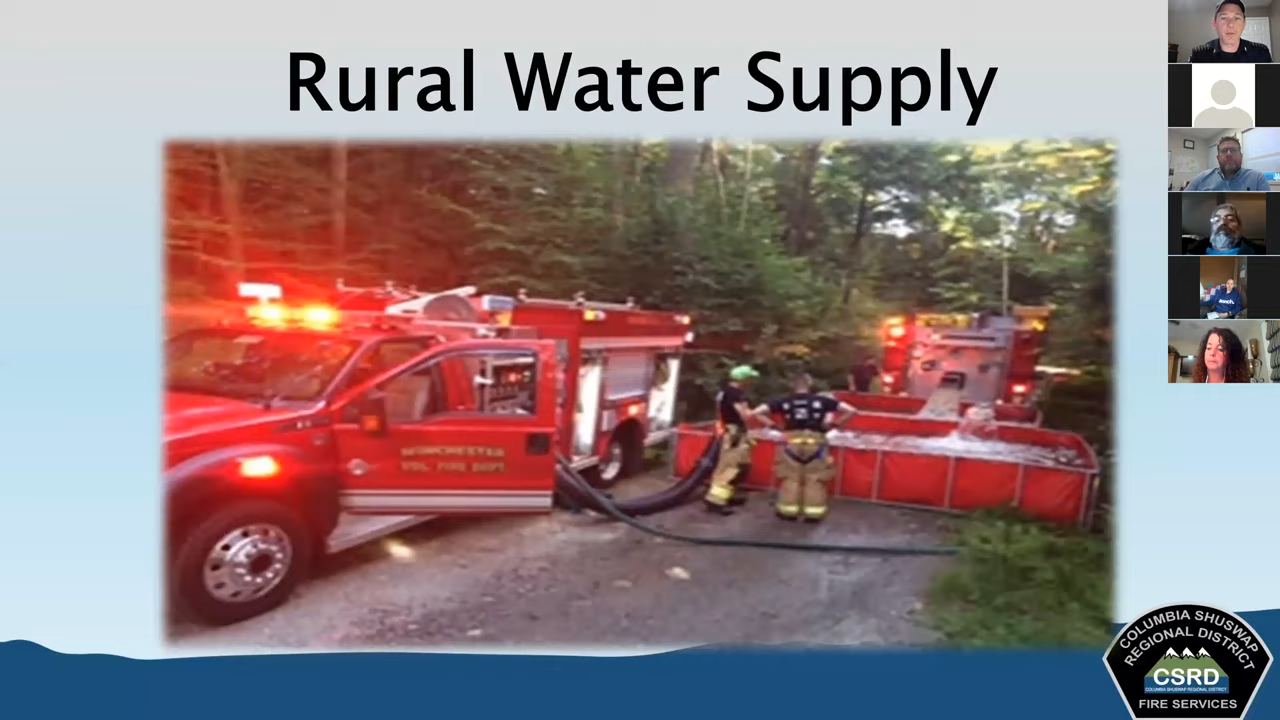 Rural Water Supply
WINCHESTER
VOL. FIRE DEPT
COLUMBIA SHUSWAP
REGIONAL DISTRICT
CSRD
COLUMBIA SHUSWAP REGIONAL DISTRICT
FIRE SERVICES